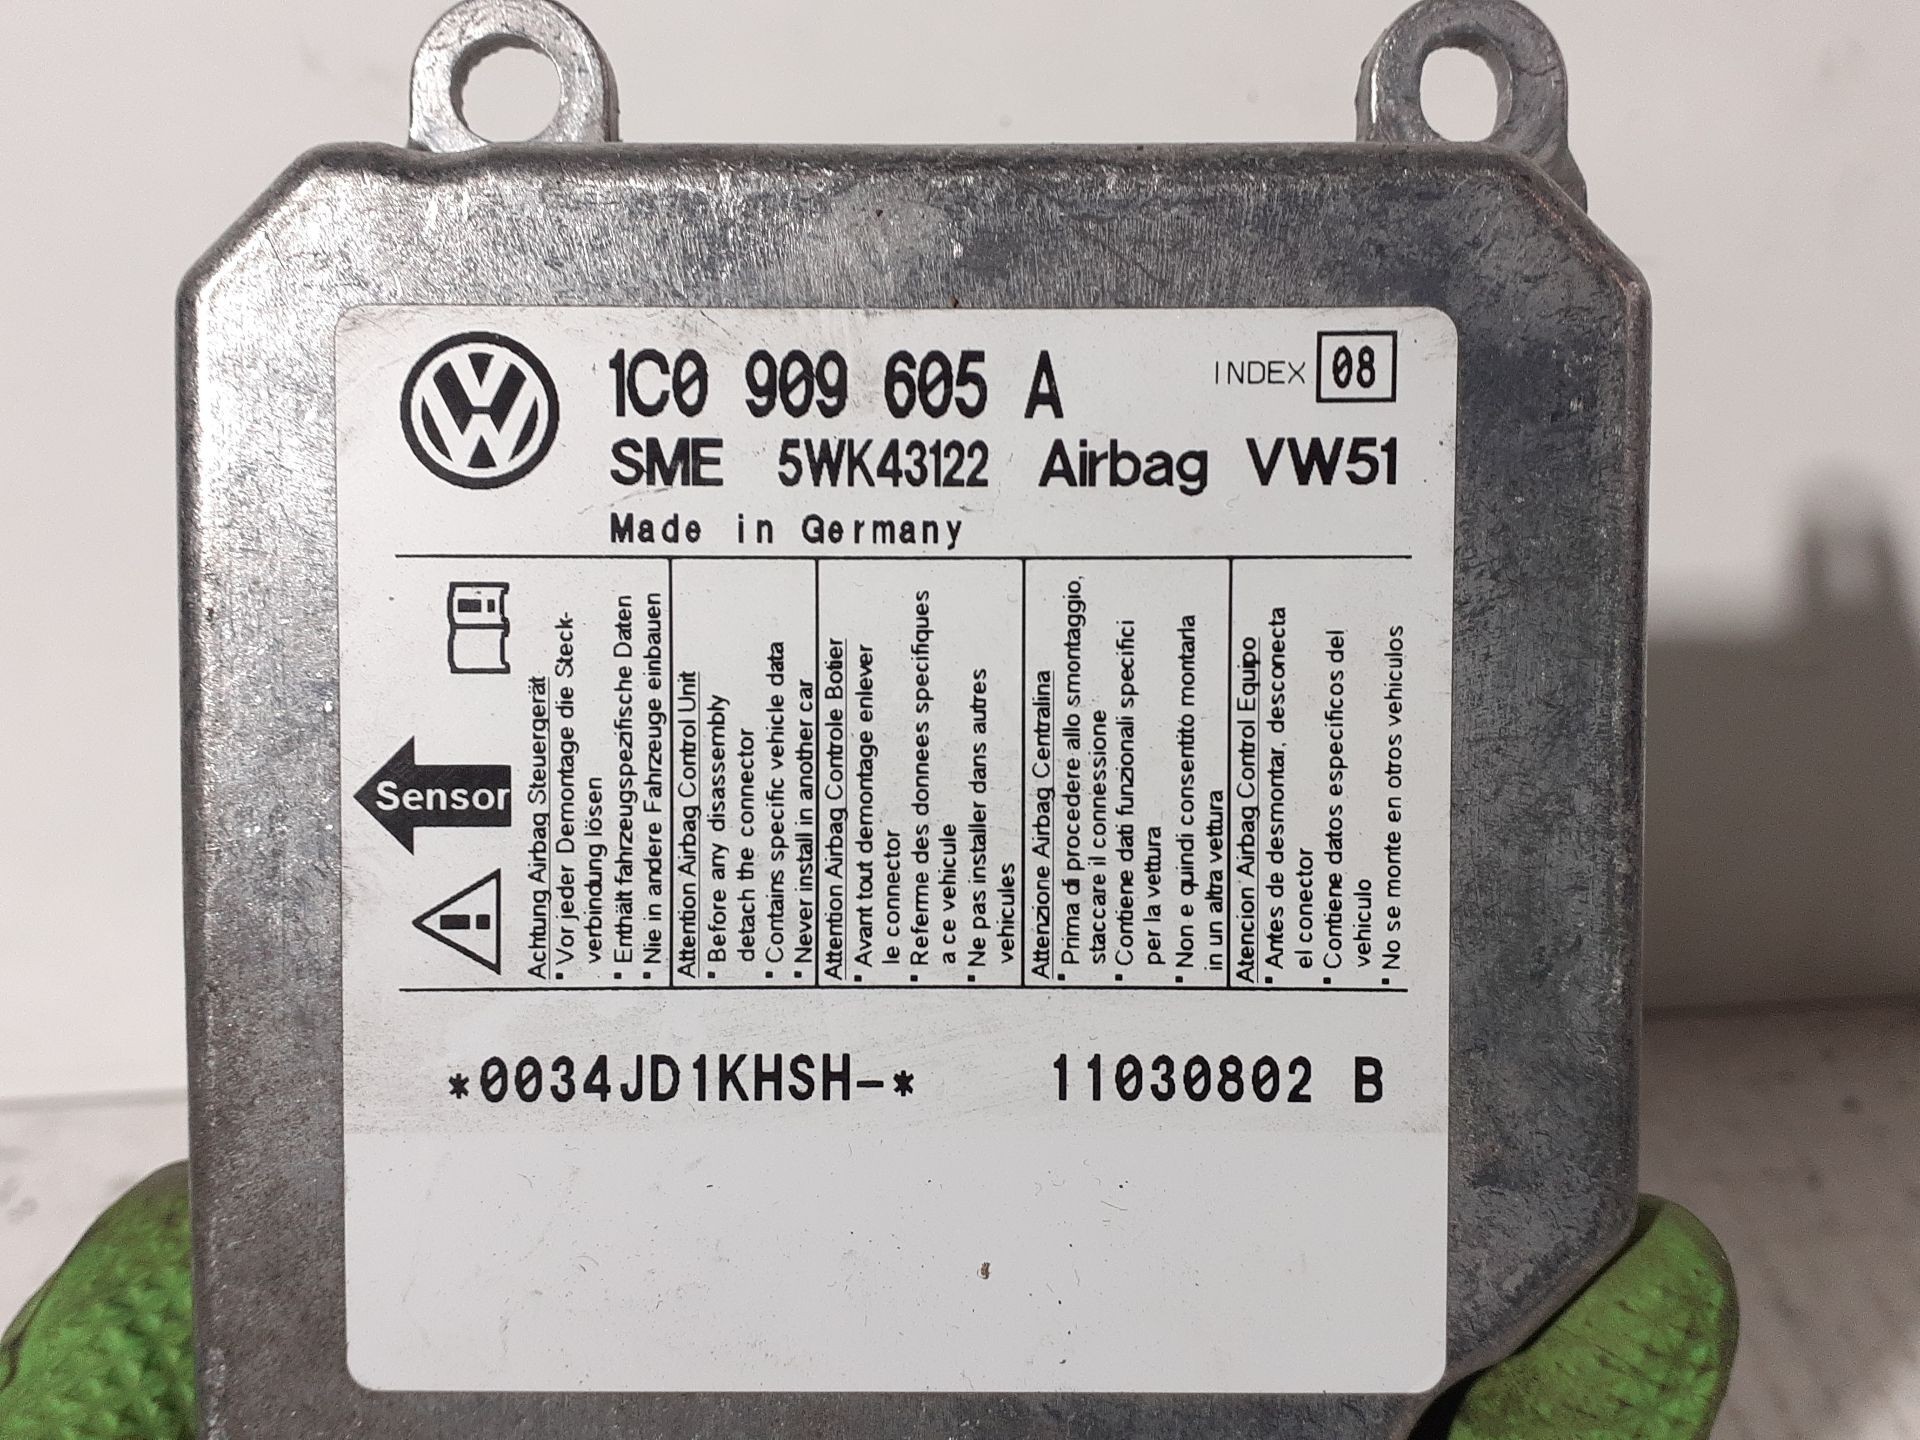 1C0 909 605 A INDEX 08
SME 5WK43122 Airbag VW51
Made in Germany
Sensor
Achtung Airbag Steuergerät
▪ Vor jeder Demontage die Steck-
verbindung lösen
▪ Enthält fahrzeugspezifische Daten
▪ Nie in andere Fahrzeuge einbauen
Attention Airbag Control Unit
▪ Before any disassembly
detach the connector
▪ Contains specific vehicle data
▪ Never install in another car
Attention Airbag Controle Boitier
▪ Avant tout demontage enlever
le connector
▪ Referme des donnees specifiques
a ce vehicule
▪ Ne pas installer dans autres
vehicules
Attenzione Airbag Centralina
▪ Prima di procedere allo smontaggio,
staccare il connessione
▪ Contiene dati funzionali specifici
per la vettura
▪ Non e quindi consentito montarla
in un altra vettura
Atencion Airbag Control Equipo
▪ Antes de desmontar, desconecta
el conector
▪ Contiene datos especificos del
vehiculo
▪ No se monte en otros vehiculos
*0034JD1KHSH-* 11030802 B